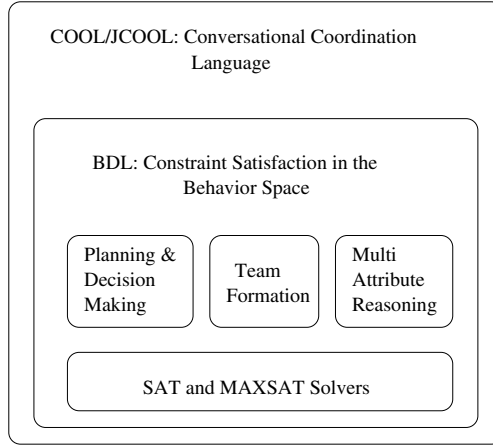 COOL/JCOOL: Conversational Coordination
Language
BDL: Constraint Satisfaction in the
Behavior Space
Planning &
Decision
Making
Team
Formation
Multi
Attribute
Reasoning
SAT and MAXSAT Solvers